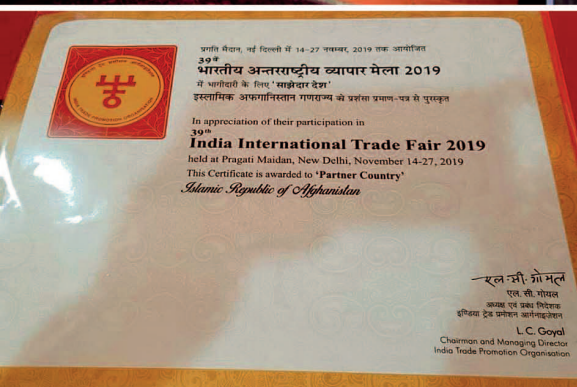 प्रगति मैदान, नई दिल्ली में 14-27 नवम्बर, 2019 तक आयोजित
39वें
भारतीय अन्तरराष्ट्रीय व्यापार मेला 2019
में भागीदारी के लिए 'साझेदार देश'
इस्लामिक अफगानिस्तान गणराज्य को प्रशंसा प्रमाण-पत्र से पुरस्कृत
In appreciation of their participation in
39th
India International Trade Fair 2019
held at Pragati Maidan, New Delhi, November 14-27, 2019
This Certificate is awarded to 'Partner Country'
Islamic Republic of Afghanistan
एल. सी. गोयल
एल. सी. गोयल
अध्यक्ष एवं प्रबंध निदेशक
इण्डिया ट्रेड प्रमोशन आर्गनाइजेशन
L.C. Goyal
Chairman and Managing Director
India Trade Promotion Organisation